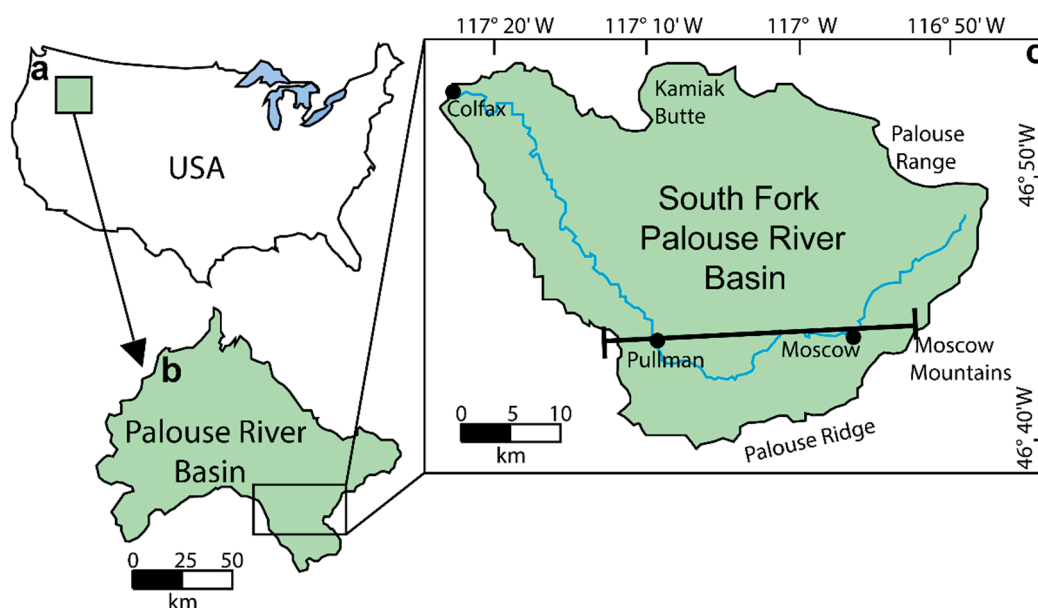 a
USA
b
Palouse River
Basin
0 25 50
km
117° 20' W 117° 10' W 117° W 116° 50' W
c
Colfax
Kamiak
Butte
Palouse
Range
46° 50'W
South Fork
Palouse River
Basin
Pullman
Moscow
Moscow
Mountains
0 5 10
km
Palouse Ridge
46° 40'W